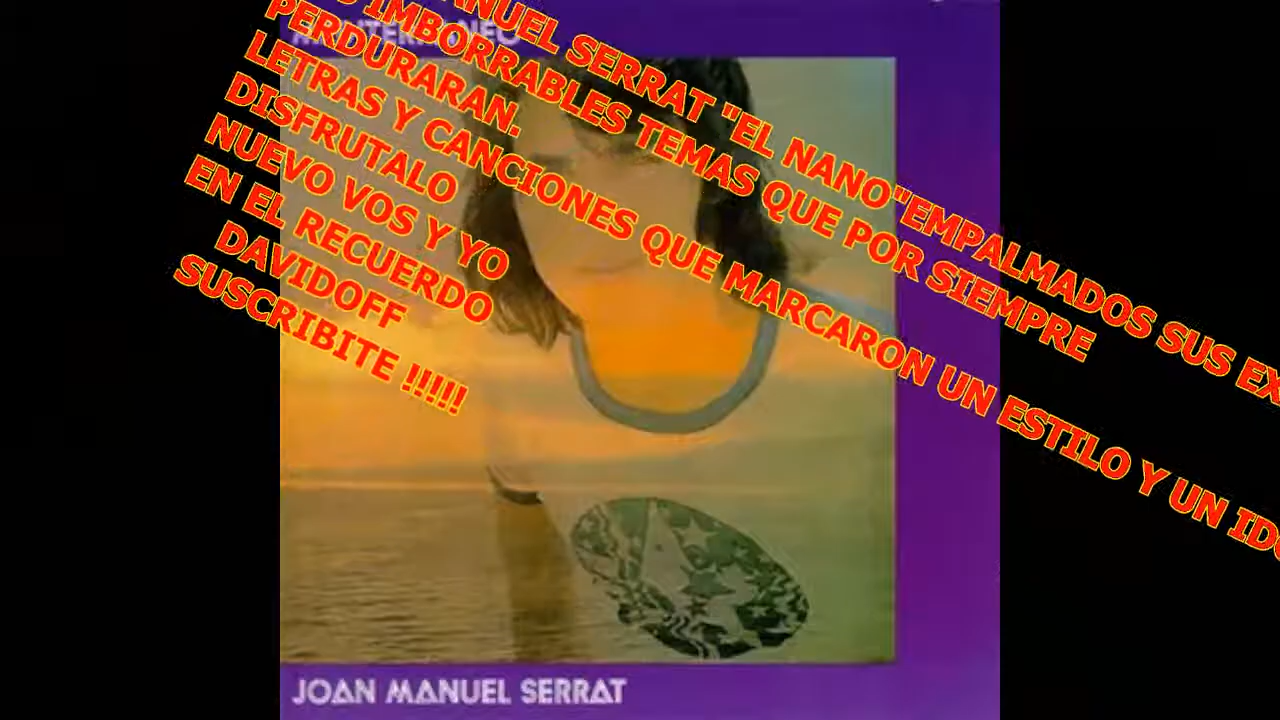 MANUEL SERRAT "EL NANO"EMPALMADOS SUS
IMBORRABLES TEMAS QUE POR SIEMPRE
PERDURARAN.
LETRAS Y CANCIONES QUE MARCARON UN ESTILO Y UN
DISFRUTALO
NUEVO VOS Y YO
EN EL RECUERDO
DAVIDOFF
SUSCRIBITE !!!!!
JOAN MANUEL SERRAT